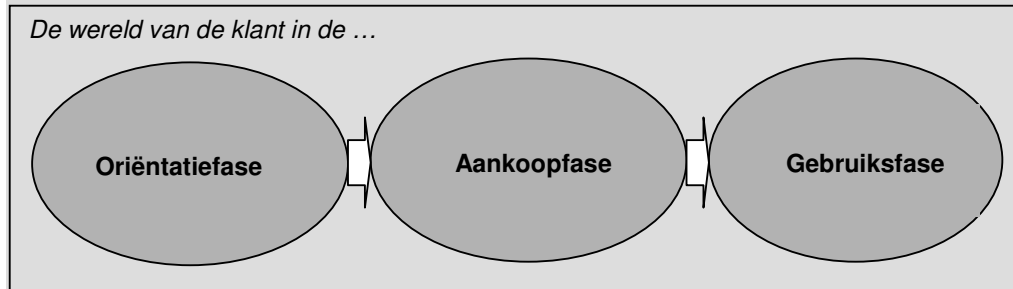 De wereld van de klant in de …
Oriëntatiefase
Aankoopfase
Gebruiksfase